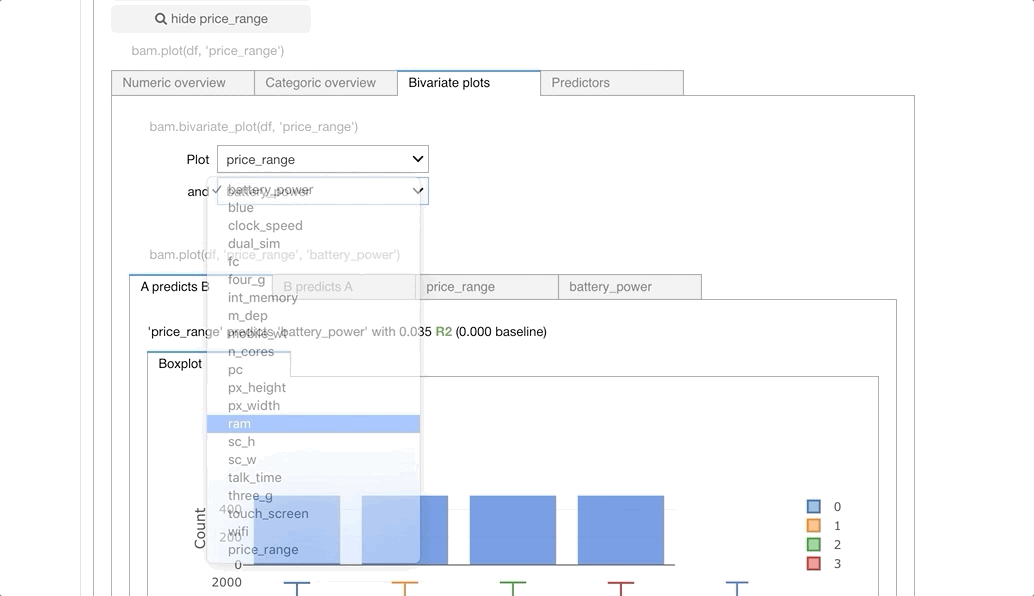 hide price_range
bam.plot(df, 'price_range')
Numeric overview
Categoric overview
Bivariate plots
Predictors
bam.bivariate_plot(df, 'price_range')
Plot
price_range
and
battery_power
battery_power
blue
clock_speed
dual_sim
bam.plot(df, 'price_range', 'battery_power')
fc
four_g
A predicts B
B predicts A
price_range
battery_power
int_memory
m_dep
'price_range' predicts 'battery_power' with 0.035 R2 (0.000 baseline)
mobile_wt
n_cores
Boxplot
pc
px_height
px_width
ram
sc_h
sc_w
talk_time
three_g
touch_screen
wifi
price_range
Count
400
200
0
2000
0
1
2
3